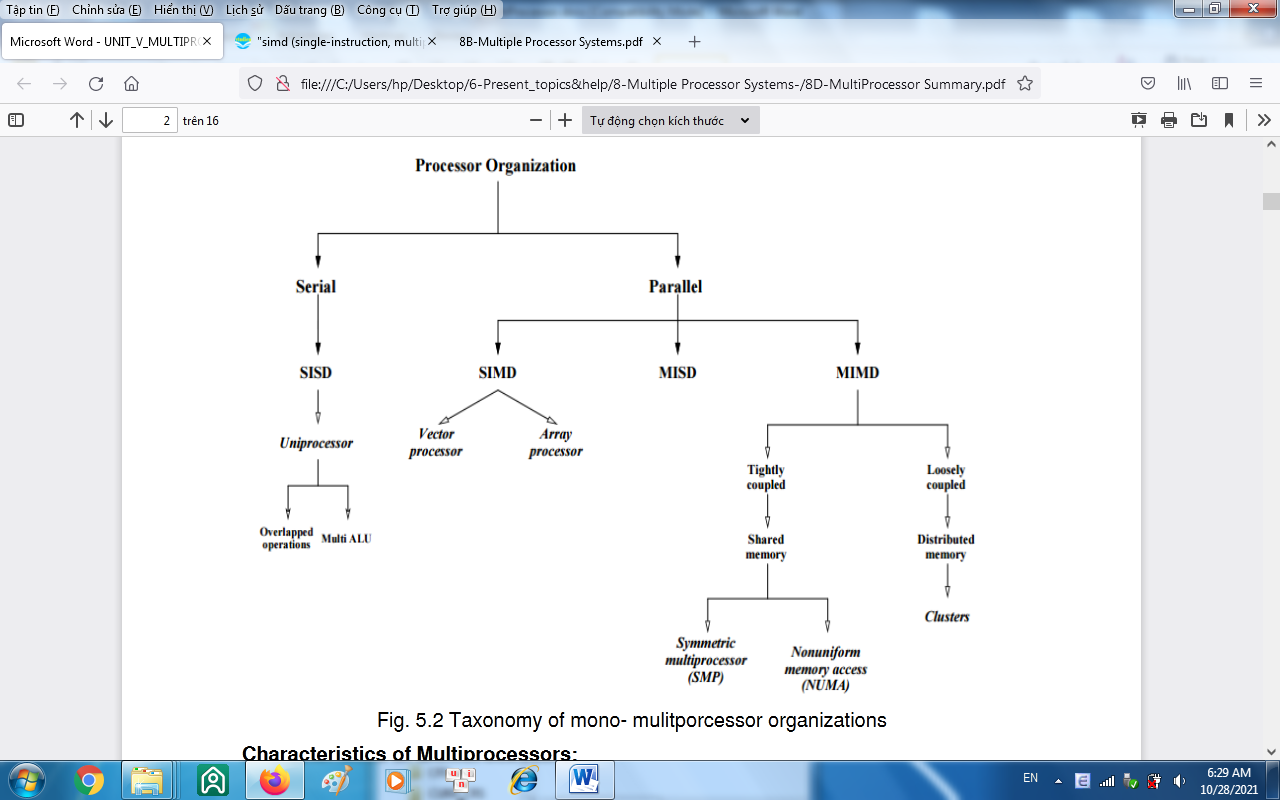 Tập tin (F) Chỉnh sửa (E) Hiển thị (V) Lịch sử Dấu trang (B) Công cụ (T) Trợ giúp (H)
Microsoft Word - UNIT_V_MULTIPR
"simd (single-instruction, multip
8B-Multiple Processor Systems.pdf
file:///C:/Users/hp/Desktop/6-Present_topics&help/8-Multiple Processor Systems-/8D-MultiProcessor Summary.pdf
2 trên 16
Tự động chọn kích thước
Processor Organization
Serial
Parallel
SISD
SIMD
MISD
MIMD
Uniprocessor
Vector
processor
Array
processor
Tightly
coupled
Loosely
coupled
Overlapped
operations
Multi ALU
Shared
memory
Distributed
memory
Clusters
Symmetric
multiprocessor
(SMP)
Nonuniform
memory access
(NUMA)
Fig. 5.2 Taxonomy of mono- mulitporcessor organizations
Characteristics of Multiprocessors:
EN
6:29 AM
10/28/2021